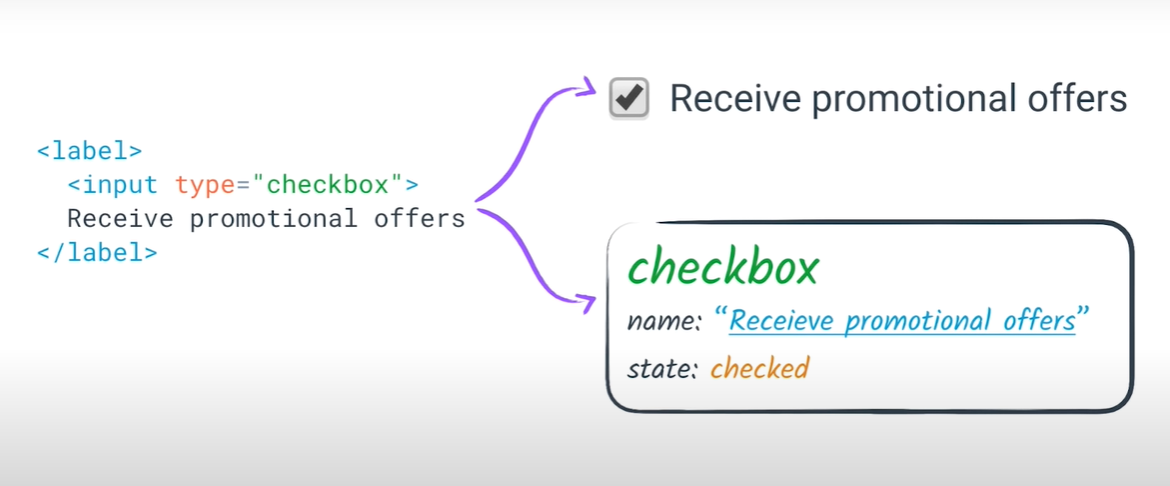 <label>
<input type="checkbox">
Receive promotional offers
</label>
Receive promotional offers
checkbox
name: “Receieve promotional offers”
state: checked